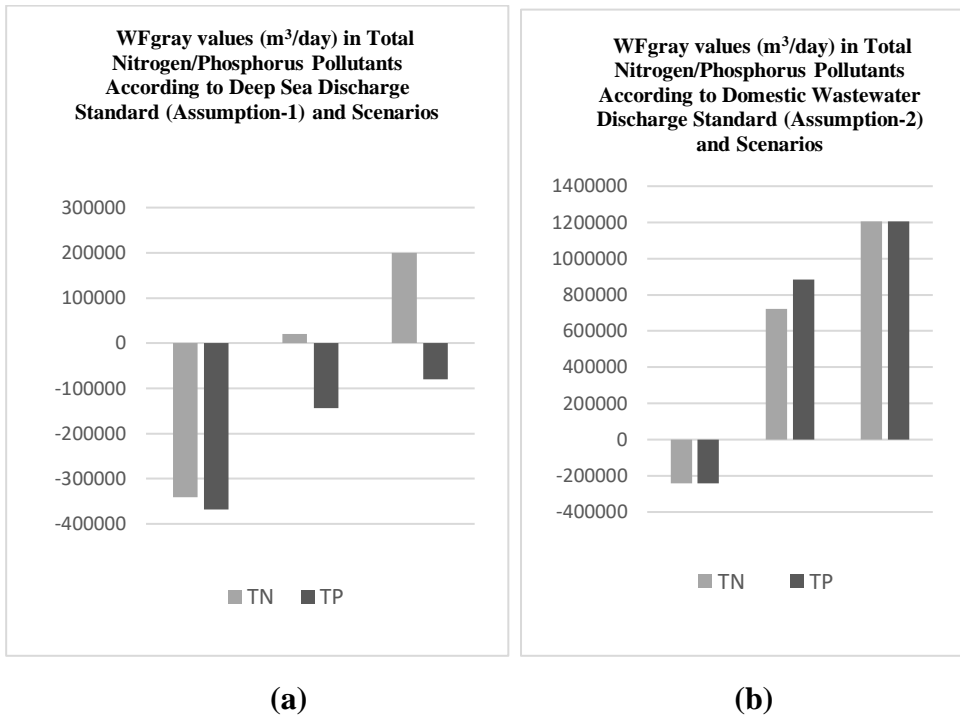 WFgray values (m³/day) in Total
Nitrogen/Phosphorus Pollutants
According to Deep Sea Discharge
Standard (Assumption-1) and Scenarios
300000
200000
100000
0
-100000
-200000
-300000
-400000
TN TP
(a)
WFgray values (m³/day) in Total
Nitrogen/Phosphorus Pollutants
According to Domestic Wastewater
Discharge Standard (Assumption-2)
and Scenarios
1400000
1200000
1000000
800000
600000
400000
200000
0
-200000
-400000
TN TP
(b)